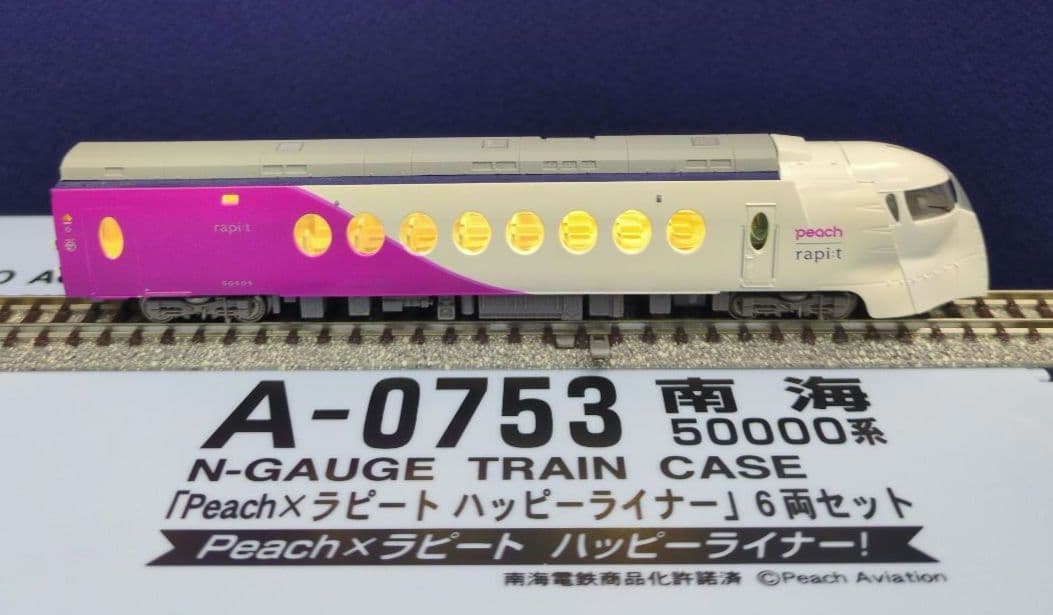 rapi:t
50505
peach
rapi:t
A-0753 南海
50000系
N-GAUGE TRAIN CASE
「Peach×ラピート ハッピーライナー」6両セット
Peach×ラピート ハッピーライナー!
南海電鉄商品化許諾済 ©Peach Aviation